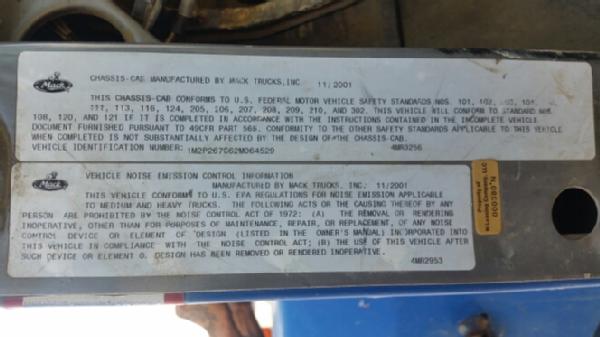 Mack
CHASSIS-CAB MANUFACTURED BY MACK TRUCKS, INC. 11/2001
THIS CHASSIS-CAB CONFORMS TO U.S. FEDERAL MOTOR VEHICLE SAFETY STANDARDS NOS. 101, 102, 103, 104,
113, 116, 124, 205, 106, 207, 208, 209, 210, AND 302. THIS VEHICLE WILL CONFORM TO STANDARD NOS.
108, 120, AND 121 IF IT IS COMPLETED IN ACCORDANCE WITH THE INSTRUCTIONS CONTAINED IN THE INCOMPLETE VEHICLE
DOCUMENT FURNISHED PURSUANT TO 49CFR PART 568. CONFORMITY TO THE OTHER SAFETY STANDARDS APPLICABLE TO THIS VEHICLE
WHEN COMPLETED IS NOT SUBSTANTIALLY AFFECTED BY THE DESIGN OF THE CHASSIS-CAB.
VEHICLE IDENTIFICATION NUMBER: 1M2P267C62M064529 4MR3256
Mack
VEHICLE NOISE EMISSION CONTROL INFORMATION
MANUFACTURED BY MACK TRUCKS, INC. 11/2001
THIS VEHICLE CONFORMS TO U.S. EPA REGULATIONS FOR NOISE EMISSION APPLICABLE
TO MEDIUM AND HEAVY TRUCKS. THE FOLLOWING ACTS OR THE CAUSING THEREOF BY ANY
PERSON ARE PROHIBITED BY THE NOISE CONTROL ACT OF 1972: (A) THE REMOVAL OR RENDERING
INOPERATIVE, OTHER THAN FOR PURPOSES OF MAINTENANCE, REPAIR, OR REPLACEMENT, OF ANY NOISE
CONTROL DEVICE OR ELEMENT OF DESIGN (LISTED IN THE OWNER'S MANUAL) INCORPORATED INTO
THIS VEHICLE IN COMPLIANCE WITH THE NOISE CONTROL ACT; (B) THE USE OF THIS VEHICLE AFTER
SUCH DEVICE OR ELEMENT O. DESIGN HAS BEEN REMOVED OR RENDERED INOPERATIVE.
4MR2953